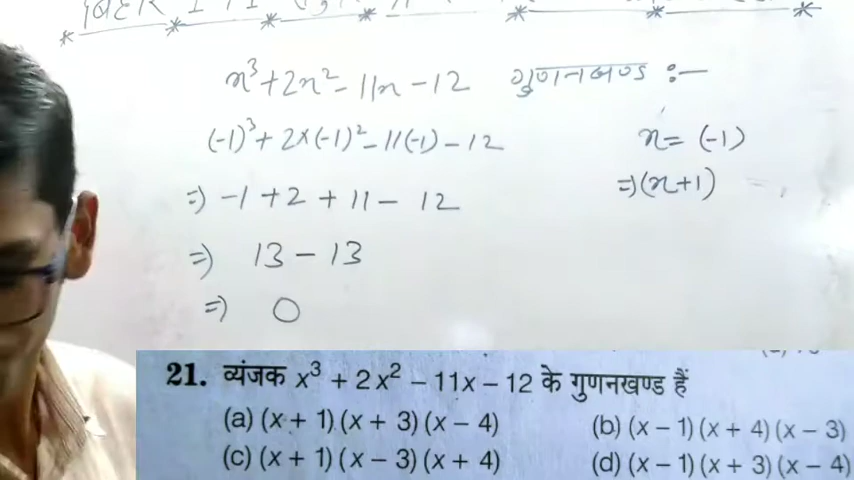 x³+2x²-11x-12 गुणनखण्ड :-
(-1)³+2×(-1)²-11(-1)-12 x=(-1)
=) -1+2+11-12 =)(x+1)
=) 13-13
=) 0
21. व्यंजक x³ + 2x² - 11x - 12 के गुणनखण्ड हैं
(a) (x + 1) (x + 3) (x - 4) (b) (x - 1) (x + 4) (x - 3)
(c) (x + 1) (x - 3) (x + 4) (d) (x - 1) (x + 3) (x - 4)